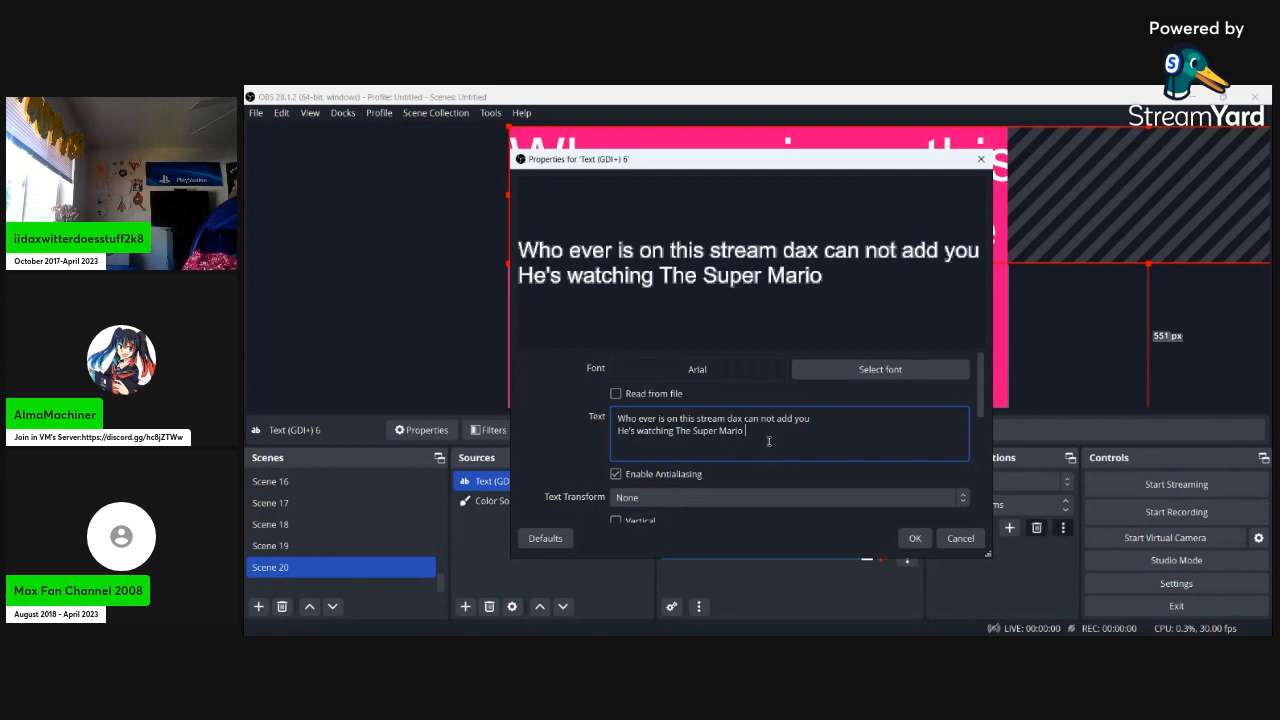 Powered by
StreamYard
OBS 28.1.2 (64-bit, windows) - Profile: Untitled - Scenes: Untitled
File Edit View Docks Profile Scene Collection Tools Help
Properties for 'Text (GDI+) 6'
PlayStation
iidaxwitterdoesstuff2k8
October 2017-April 2023
Who ever is on this stream dax can not add you
He's watching The Super Mario
551 px
Font Arial Select font
Read from file
Text Who ever is on this stream dax can not add you
He's watching The Super Mario
AlmaMachiner
Join in VM's Server:https://discord.gg/hc8jZTWw
Text (GDI+) 6 Properties Filters
Scenes Sources Controls
Enable Antialiasing
Text Transform None
Vertical
Scene 16
Scene 17
Scene 18
Scene 19
Scene 20
Text (GD
Color So
Start Streaming
Start Recording
Start Virtual Camera
Studio Mode
Settings
Exit
Defaults OK Cancel
Max Fan Channel 2008
August 2018 - April 2023
LIVE: 00:00:00 REC: 00:00:00 CPU: 0.3%, 30.00 fps